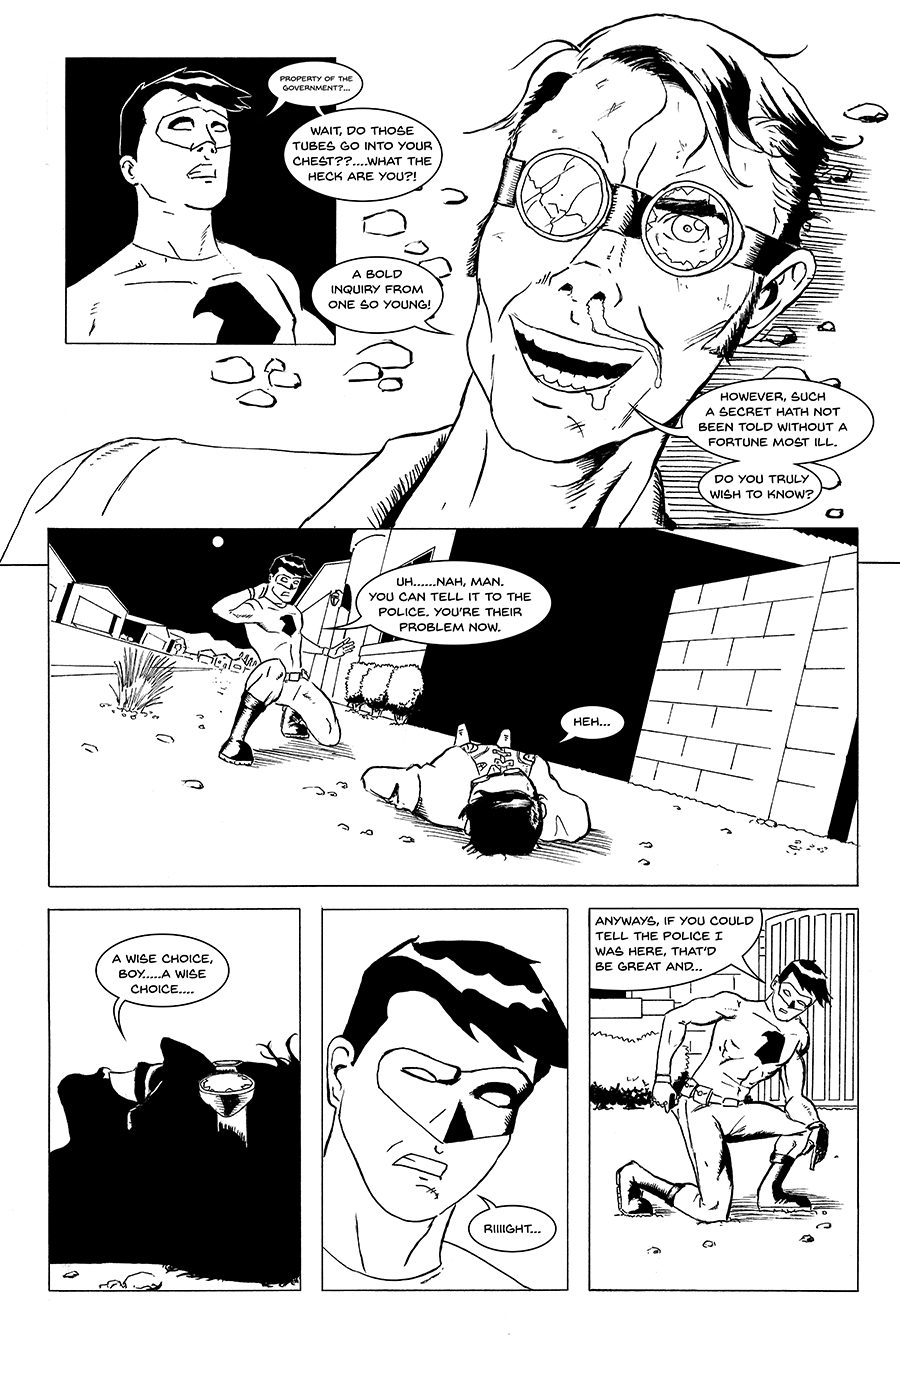 PROPERTY OF THE
GOVERNMENT?...
WAIT, DO THOSE
TUBES GO INTO YOUR
CHEST??....WHAT THE
HECK ARE YOU?!
A BOLD
INQUIRY FROM
ONE SO YOUNG!
HOWEVER, SUCH
A SECRET HATH NOT
BEEN TOLD WITHOUT A
FORTUNE MOST ILL.
DO YOU TRULY
WISH TO KNOW?
UH......NAH, MAN.
YOU CAN TELL IT TO THE
POLICE. YOU'RE THEIR
PROBLEM NOW.
HEH...
A WISE CHOICE,
BOY.....A WISE
CHOICE....
RIIIIGHT...
ANYWAYS, IF YOU COULD
TELL THE POLICE I
WAS HERE, THAT'D
BE GREAT AND...